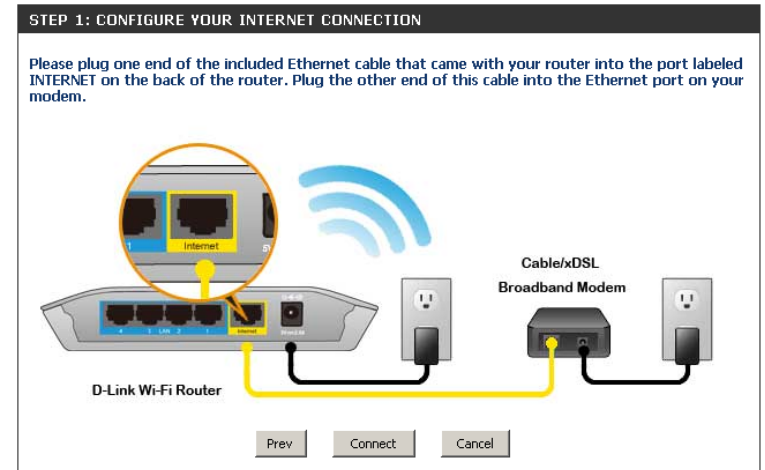 STEP 1: CONFIGURE YOUR INTERNET CONNECTION
Please plug one end of the included Ethernet cable that came with your router into the port labeled
INTERNET on the back of the router. Plug the other end of this cable into the Ethernet port on your
modem.
1
Internet
Cable/xDSL
Broadband Modem
4 3 LAN 2 1 Internet
D-Link Wi-Fi Router
Prev Connect Cancel